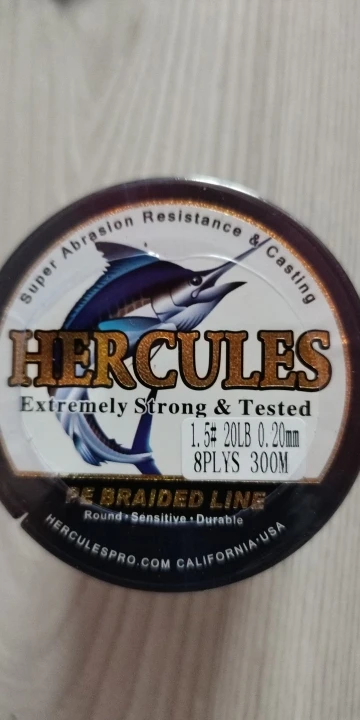 Super Abrasion Resistance & Casting
HERCULES
Extremely Strong & Tested
1.5# 20LB 0.20mm
8PLYS 300M
PE BRAIDED LINE
Round·Sensitive·Durable
HERCULESPRO.COM CALIFORNIA·USA